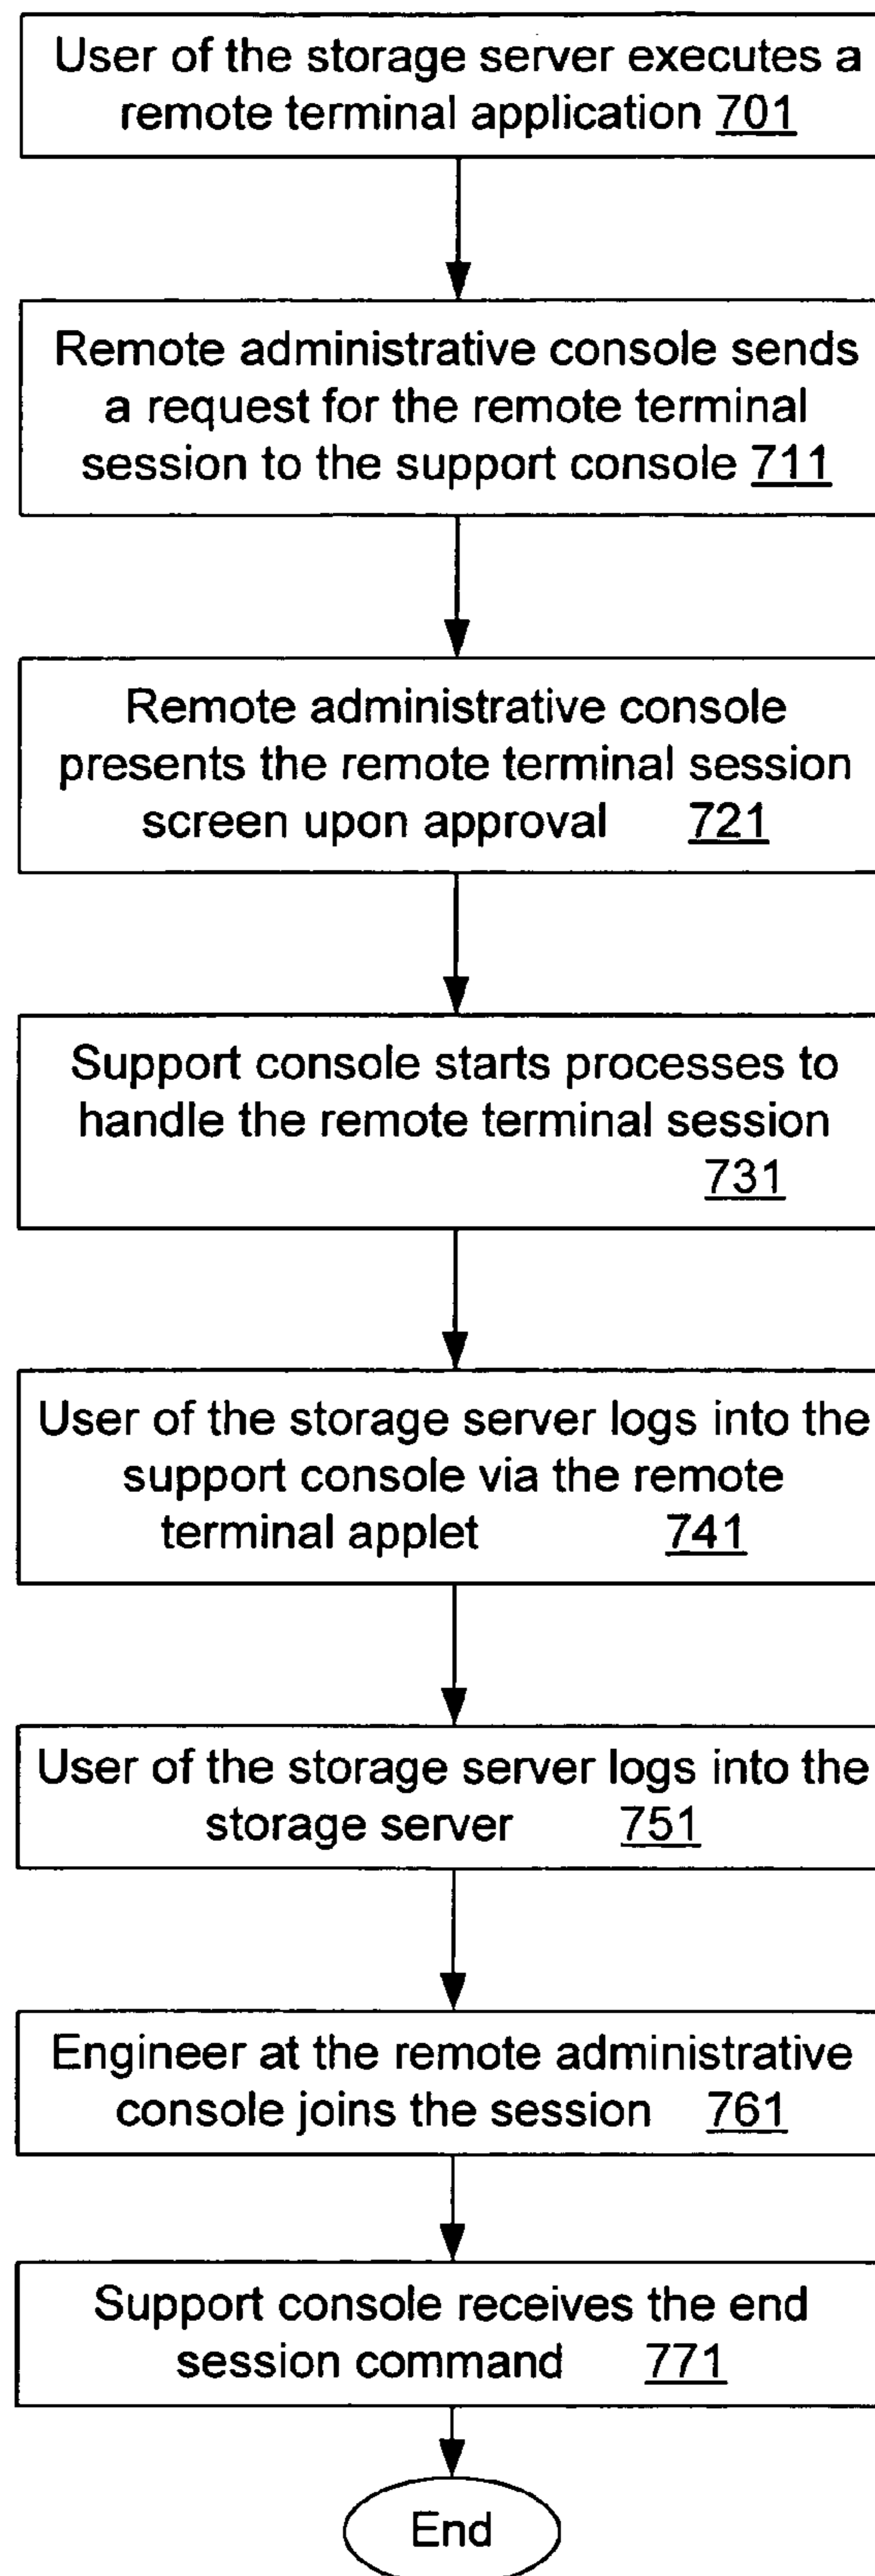 User of the storage server executes a
remote terminal application 701
Remote administrative console sends
a request for the remote terminal
session to the support console 711
Remote administrative console
presents the remote terminal session
screen upon approval 721
Support console starts processes to
handle the remote terminal session
731
User of the storage server logs into the
support console via the remote
terminal applet 741
User of the storage server logs into the
storage server 751
Engineer at the remote administrative
console joins the session 761
Support console receives the end
session command 771
End